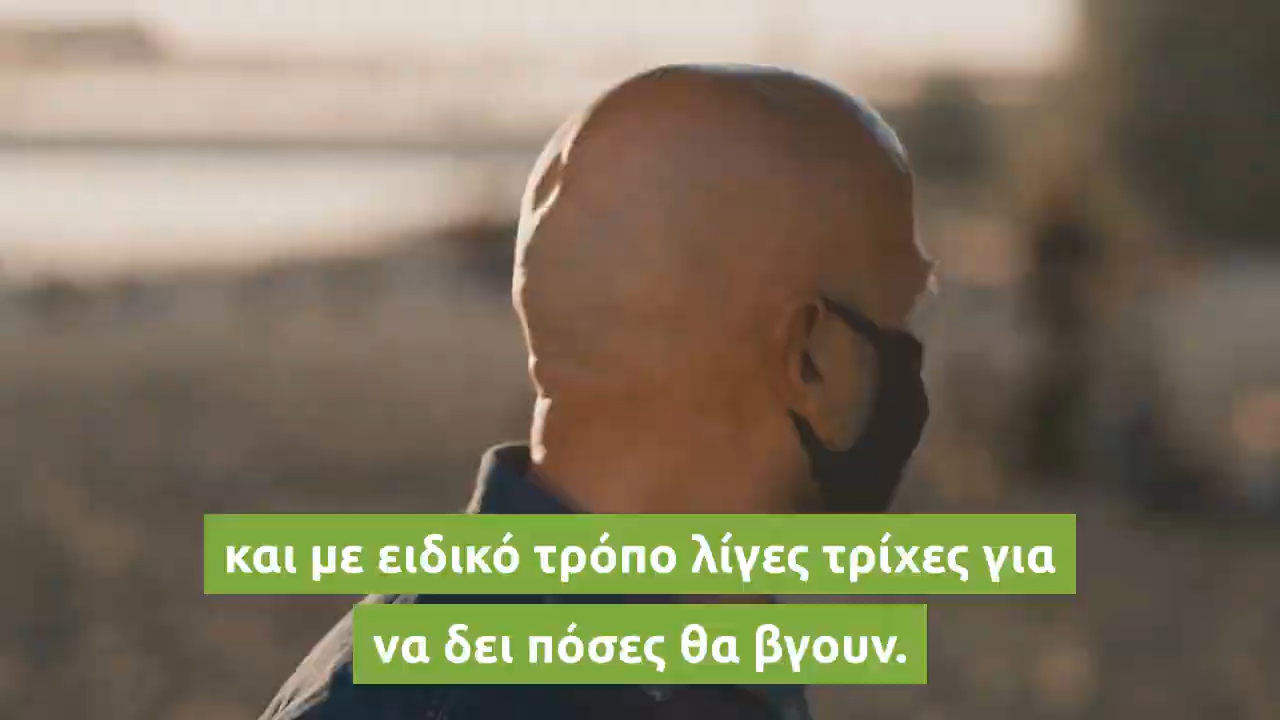 και με ειδικό τρόπο λίγες τρίχες για
να δει πόσες θα βγουν.